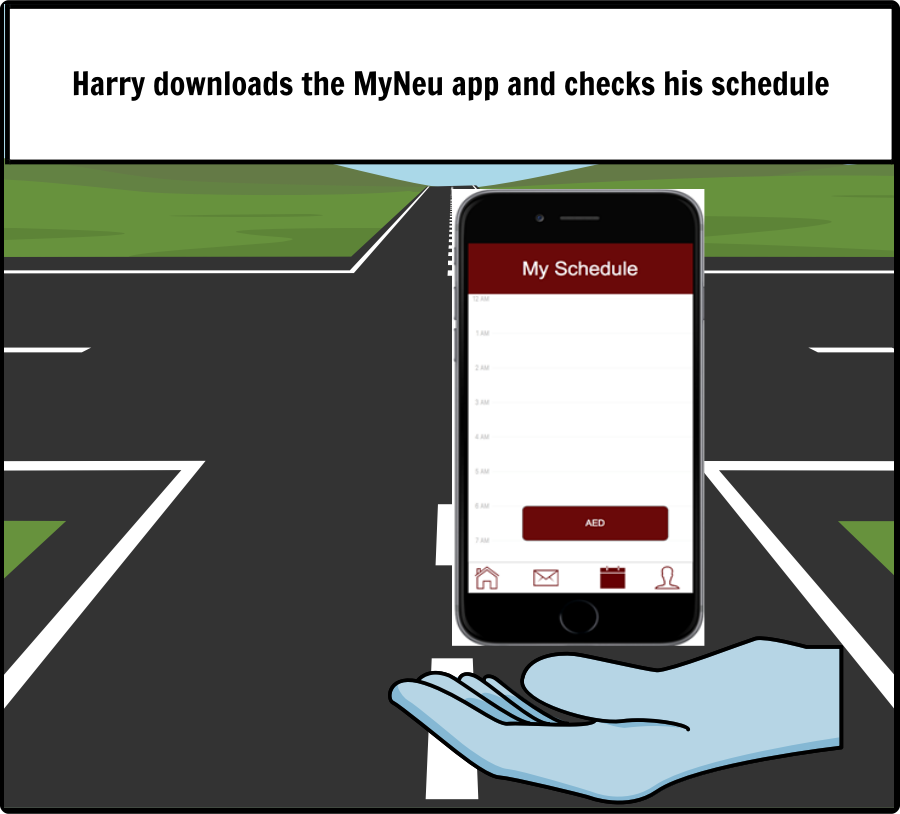 Harry downloads the MyNeu app and checks his schedule
My Schedule
12 AM
1 AM
2 AM
3 AM
4 AM
5 AM
6 AM
AED
7 AM